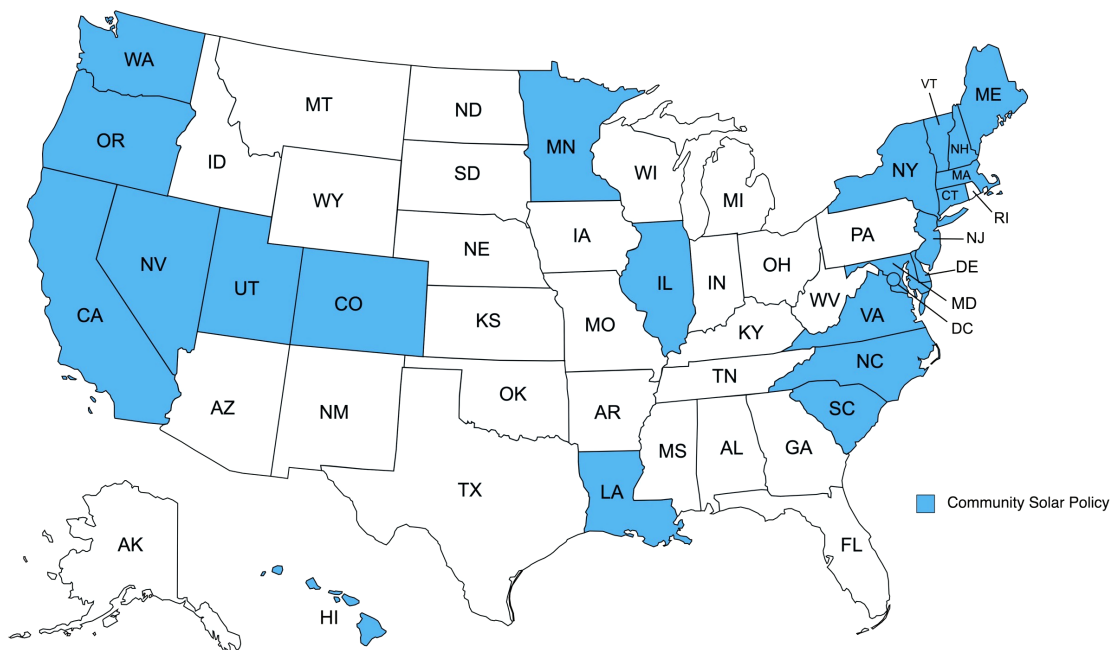 WA
MT
ND
MN
VT
ME
OR
ID
SD
WI
NH
NY
MA
WY
MI
CT
RI
IA
PA
NJ
NE
NV
OH
DE
UT
IL
IN
CO
WV
MD
CA
KS
MO
VA
DC
KY
NC
TN
OK
AZ
NM
AR
SC
MS
AL
GA
TX
LA
Community Solar Policy
AK
FL
HI